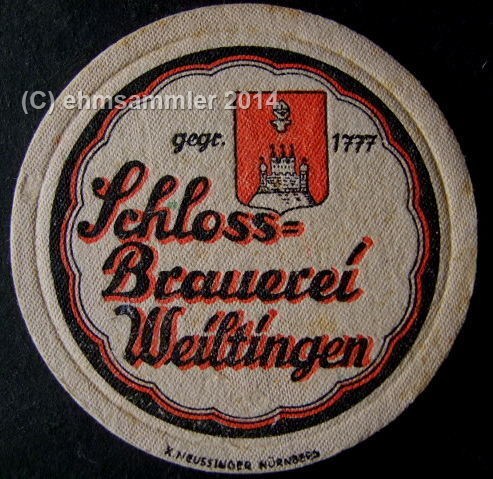 (C) ehmsammler 2014
gegr. 1777
Schloss=
Brauerei
Weiltingen
K. NEUSSINGER NÜRNBERG